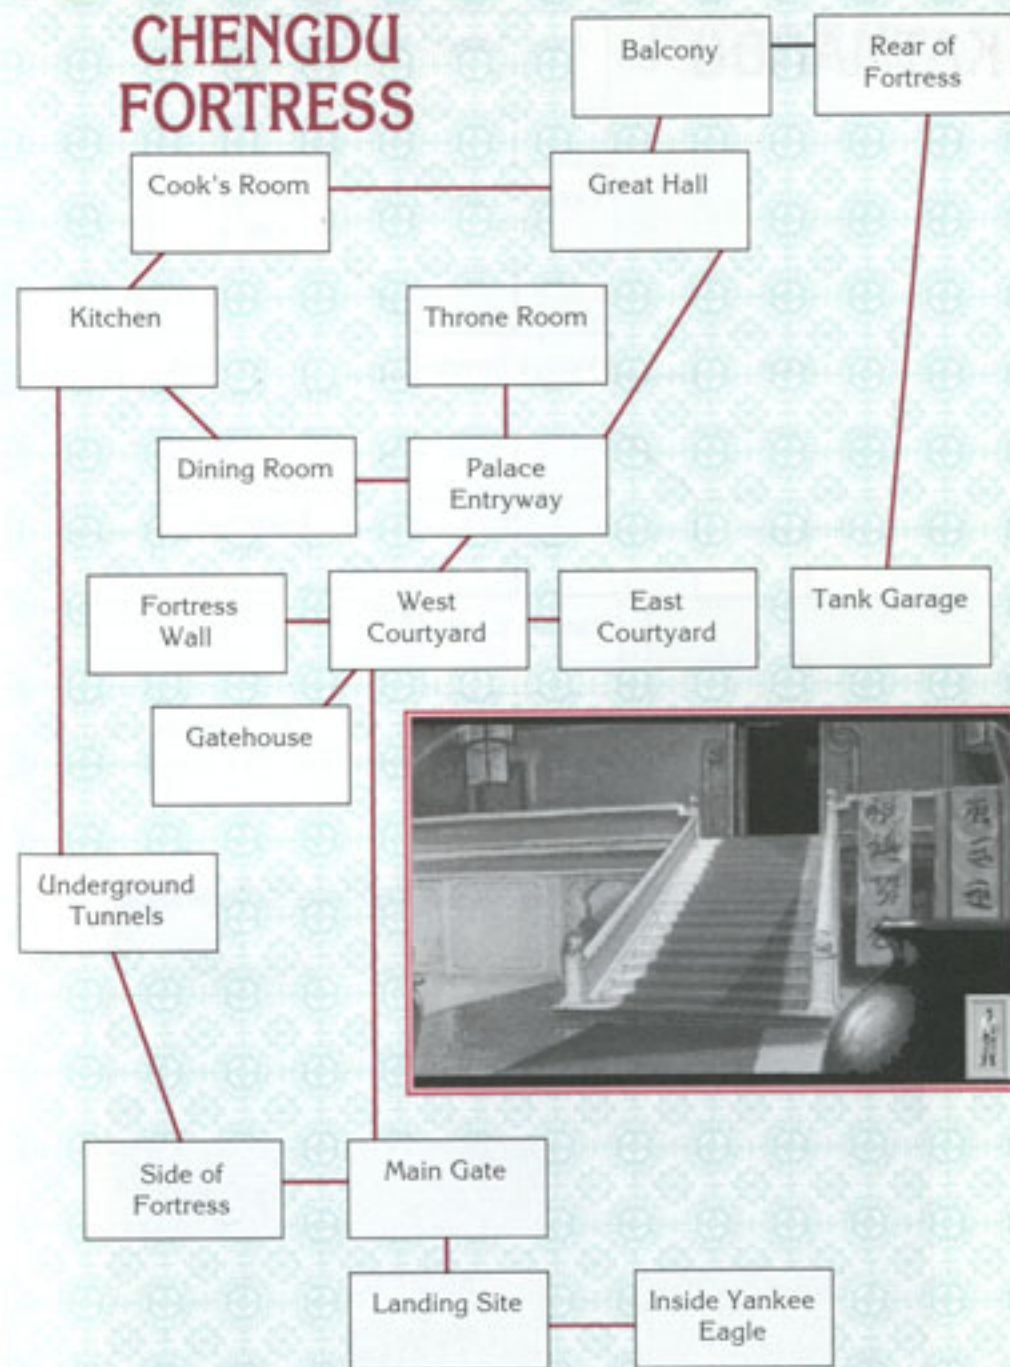 CHENGDU
FORTRESS
Balcony
Rear of
Fortress
Cook's Room
Great Hall
Kitchen
Throne Room
Dining Room
Palace
Entryway
Fortress
Wall
West
Courtyard
East
Courtyard
Tank Garage
Gatehouse
Underground
Tunnels
Side of
Fortress
Main Gate
Landing Site
Inside Yankee
Eagle